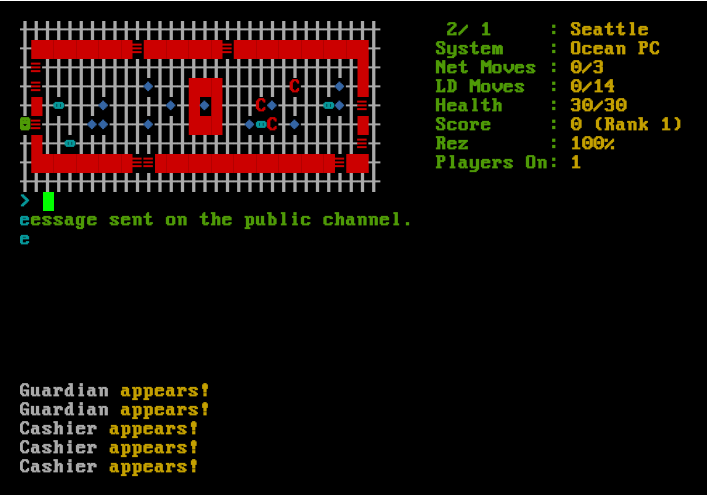 2/ 1 : Seattle
System : Ocean PC
Net Moves : 0/3
LD Moves : 0/14
Health : 30/30
Score : 0 (Rank 1)
Rez : 100%
Players On: 1
C
C
C
>
eessage sent on the public channel.
e
Guardian appears!
Guardian appears!
Cashier appears!
Cashier appears!
Cashier appears!